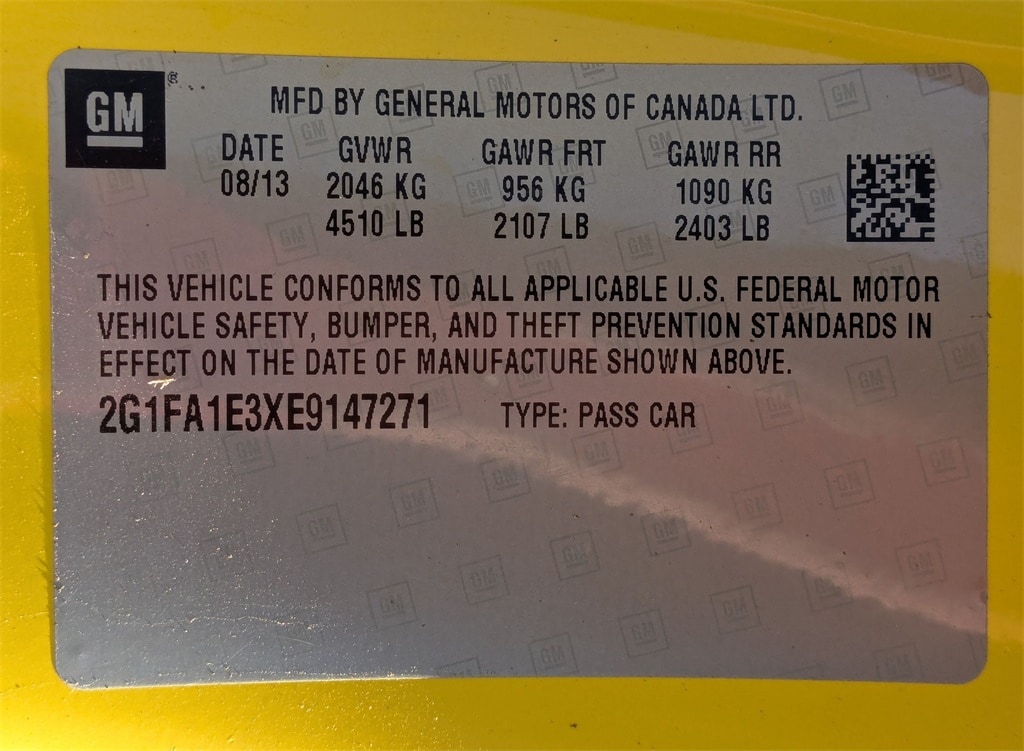 GM ®
MFD BY GENERAL MOTORS OF CANADA LTD.
DATE GVWR GAWR FRT GAWR RR
08/13 2046 KG 956 KG 1090 KG
4510 LB 2107 LB 2403 LB
THIS VEHICLE CONFORMS TO ALL APPLICABLE U.S. FEDERAL MOTOR
VEHICLE SAFETY, BUMPER, AND THEFT PREVENTION STANDARDS IN
EFFECT ON THE DATE OF MANUFACTURE SHOWN ABOVE.
2G1FA1E3XE9147271 TYPE: PASS CAR